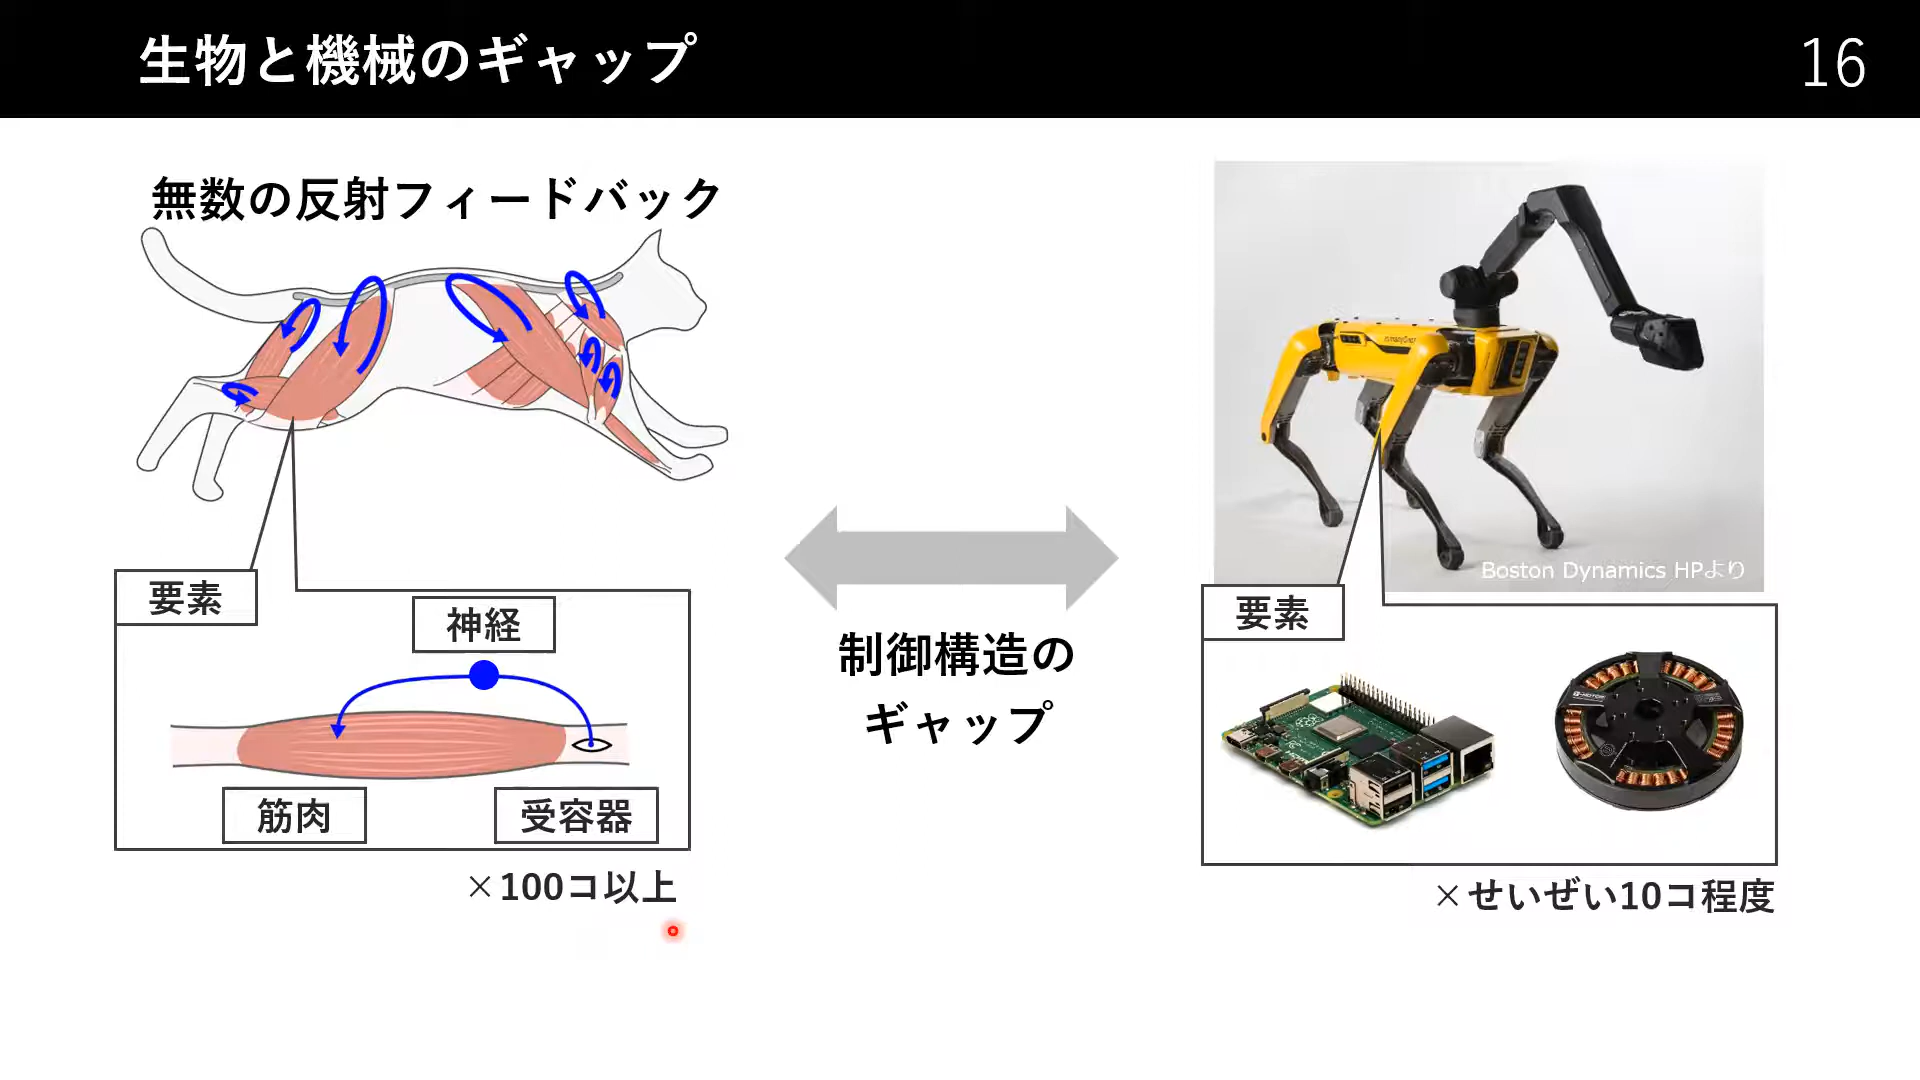 生物と機械のギャップ
16
無数の反射フィードバック
要素
神経
筋肉
受容器
×100コ以上
制御構造の
ギャップ
Boston Dynamics HPより
要素
×せいぜい10コ程度